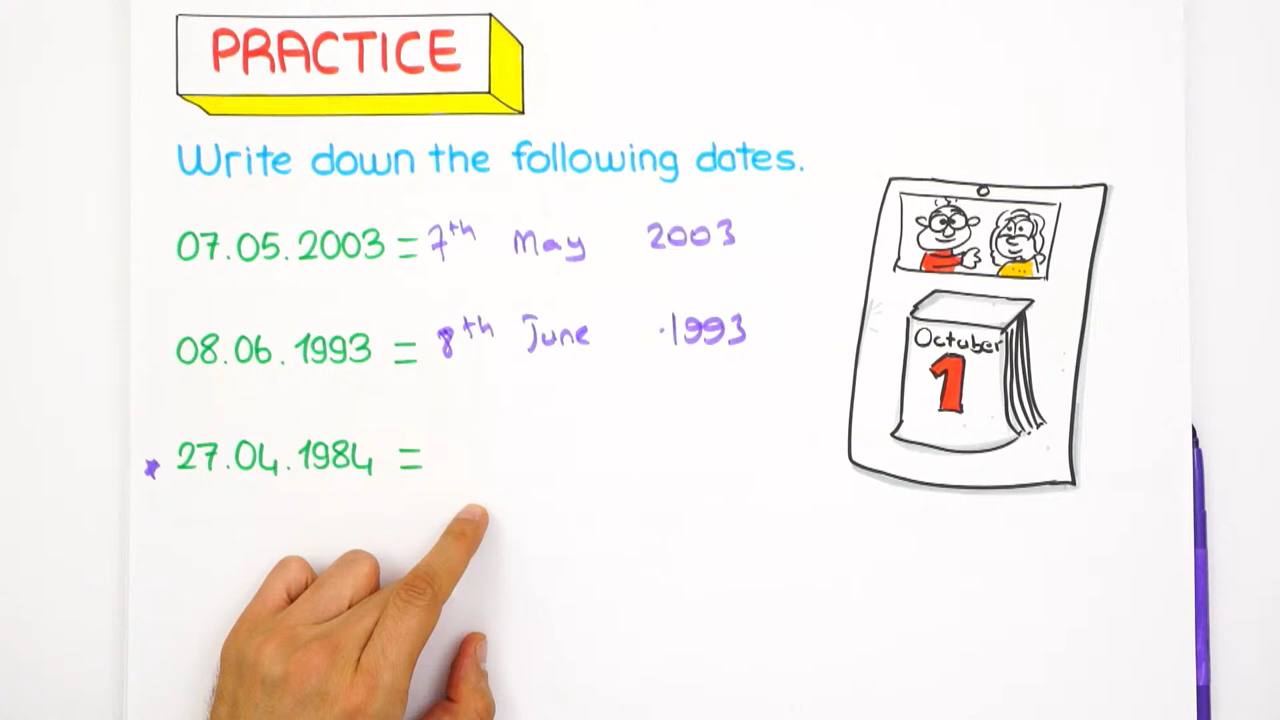 PRACTICE
Write down the following dates.
07.05.2003 = 7th May 2003
08.06.1993 = 8th June 1993
27.04.1984 =
October
1